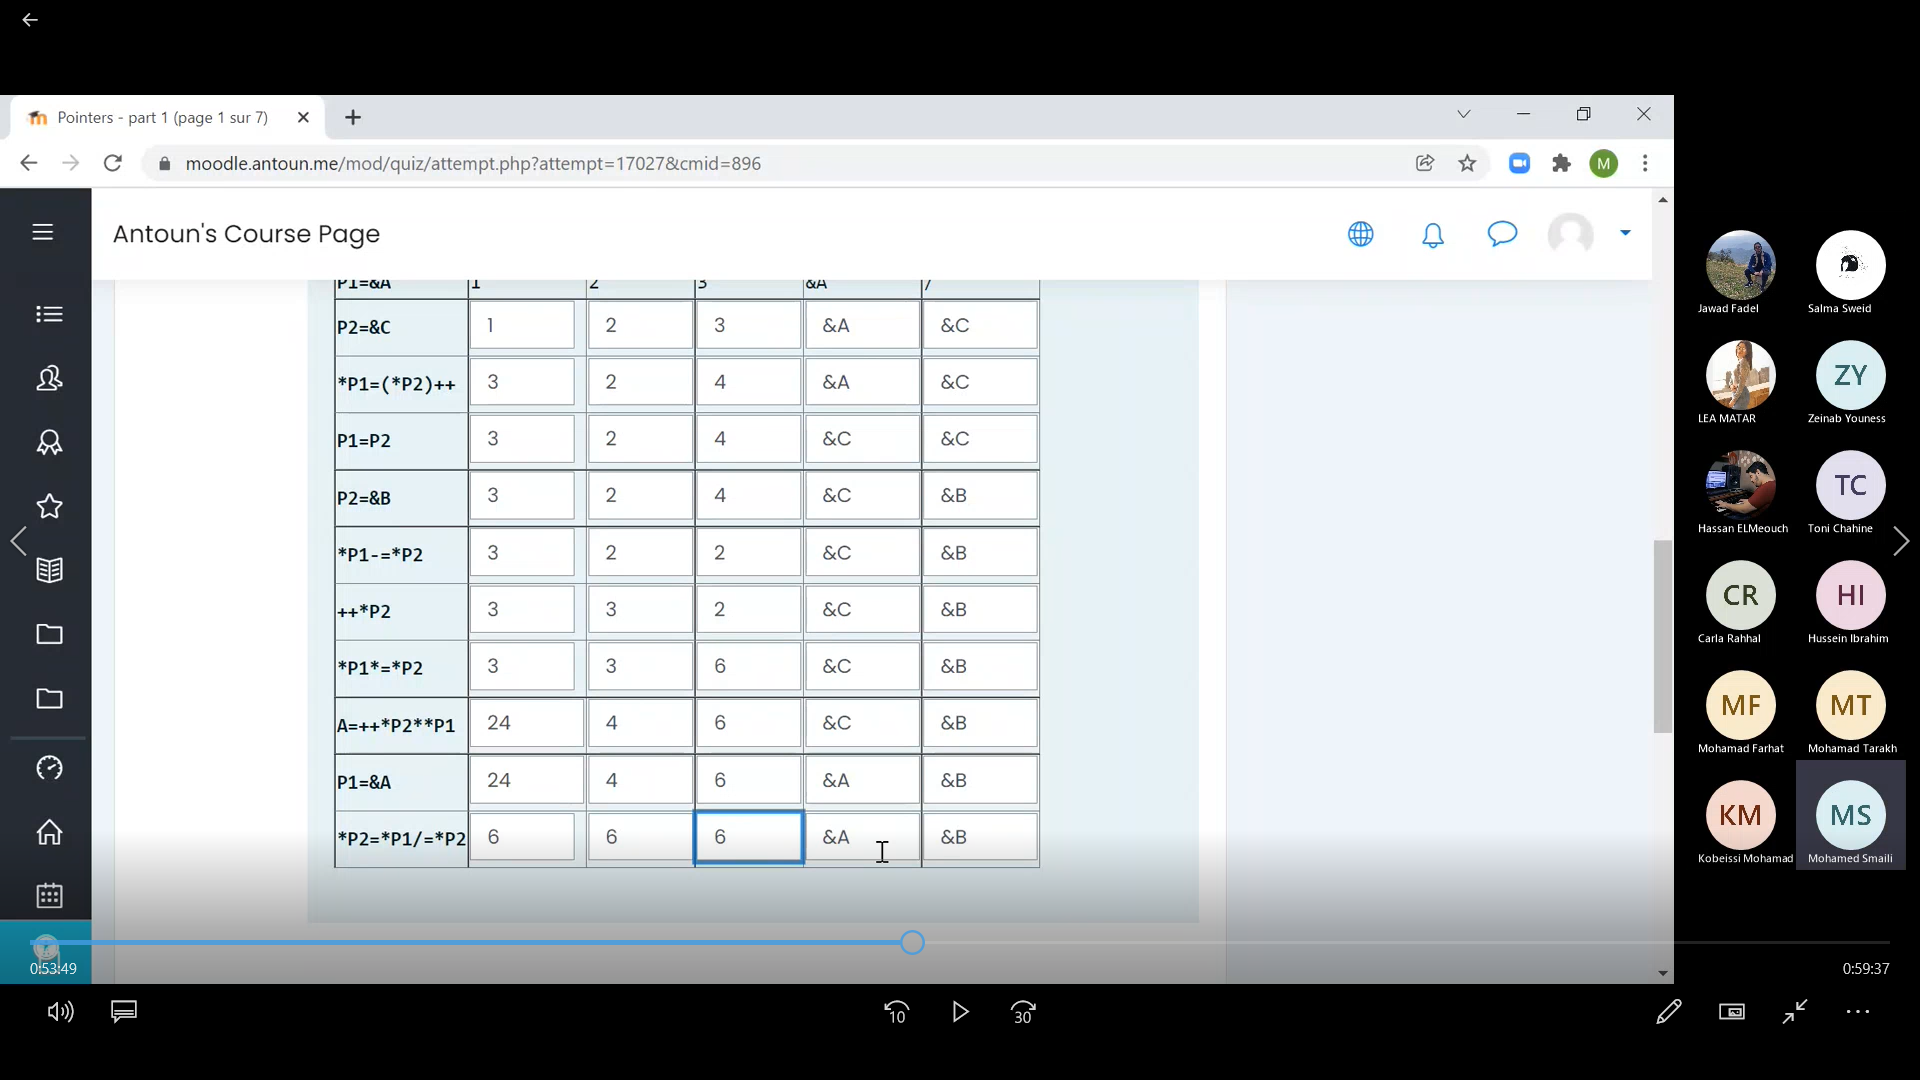 Pointers - part 1 (page 1 sur 7)
moodle.antoun.me/mod/quiz/attempt.php?attempt=17027&cmid=896
M
Antoun's Course Page
P1=&A 1 2 3 &A /
P2=&C 1 2 3 &A &C
*P1=(*P2)++ 3 2 4 &A &C
P1=P2 3 2 4 &C &C
P2=&B 3 2 4 &C &B
*P1-=*P2 3 2 2 &C &B
++*P2 3 3 2 &C &B
*P1*=*P2 3 3 6 &C &B
A=++*P2**P1 24 4 6 &C &B
P1=&A 24 4 6 &A &B
*P2=*P1/=*P2 6 6 6 &A &B
Jawad Fadel
Salma Sweid
LEA MATAR
ZY
Zeinab Youness
Hassan ELMeouch
TC
Toni Chahine
CR
Carla Rahhal
HI
Hussein Ibrahim
MF
Mohamad Farhat
MT
Mohamad Tarakh
KM
Kobeissi Mohamad
MS
Mohamed Smaili
0:53:49
0:59:37
10
30